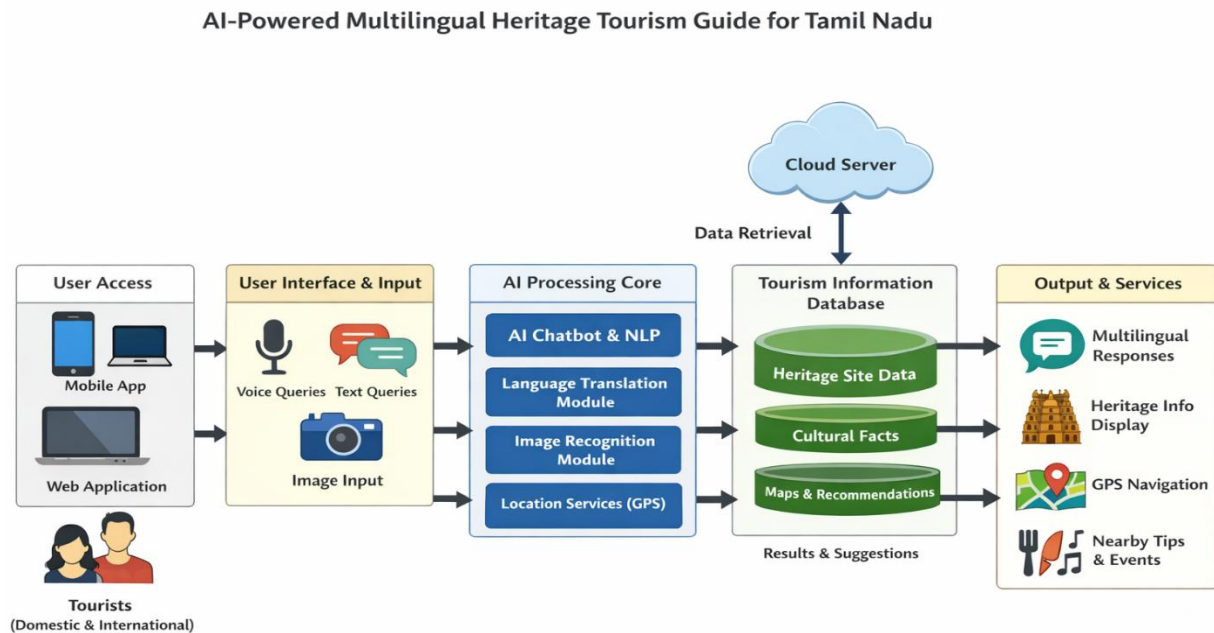 AI-Powered Multilingual Heritage Tourism Guide for Tamil Nadu
Cloud Server
Data Retrieval
User Access
Mobile App
Web Application
Tourists
(Domestic & International)
User Interface & Input
Voice Queries
Text Queries
Image Input
AI Processing Core
AI Chatbot & NLP
Language Translation
Module
Image Recognition
Module
Location Services (GPS)
Tourism Information
Database
Heritage Site Data
Cultural Facts
Maps & Recommendations
Results & Suggestions
Output & Services
Multilingual
Responses
Heritage Info
Display
GPS Navigation
Nearby Tips
& Events